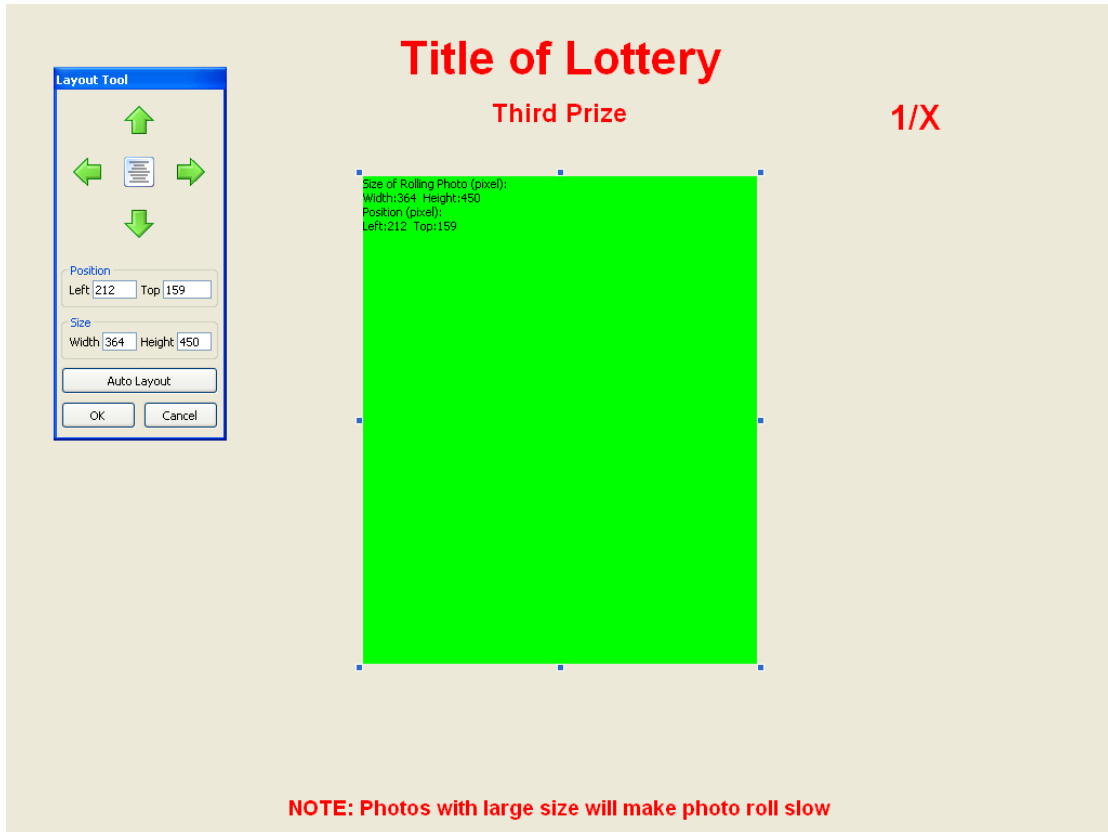 Title of Lottery
Third Prize
1/X
Layout Tool
Size of Rolling Photo (pixel):
Width:364 Height:450
Position (pixel):
Left:212 Top:159
Position
Left 212 Top 159
Size
Width 364 Height 450
Auto Layout
OK Cancel
NOTE: Photos with large size will make photo roll slow